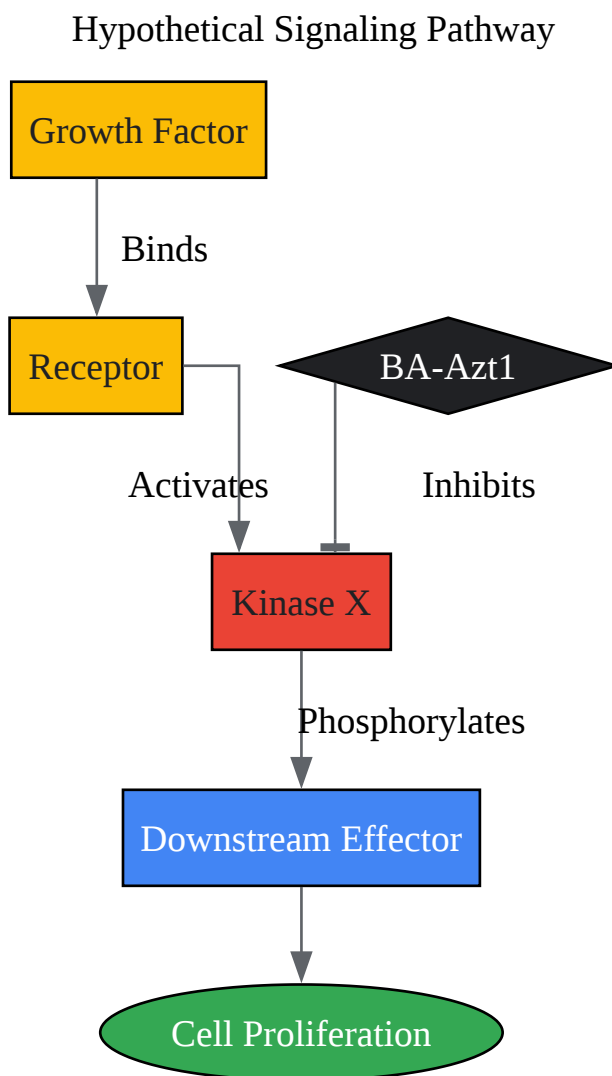 Hypothetical Signaling Pathway
Growth Factor
Binds
Receptor
BA-Azt1
Activates
Inhibits
Kinase X
Phosphorylates
Downstream Effector
Cell Proliferation